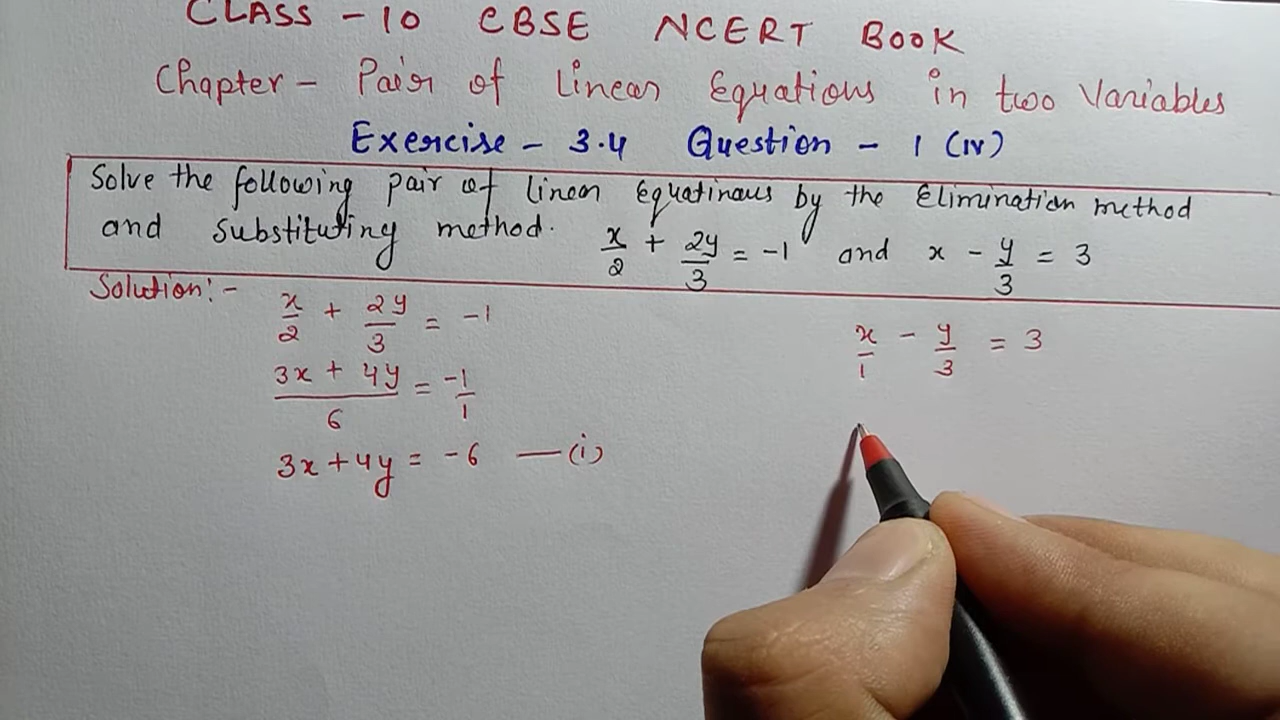 CLASS - 10 CBSE NCERT BOOK
Chapter - Pair of Linear Equations in two Variables
Exercise - 3.4 Question - 1 (iv)
Solve the following pair of linear Equatinous by the Elimination method
and substituting method. x/2 + 2y/3 = -1 and x - y/3 = 3
Solution:-
x/2 + 2y/3 = -1
x/1 - y/3 = 3
3x + 4y/6 = -1/1
3x + 4y = -6 — (i)